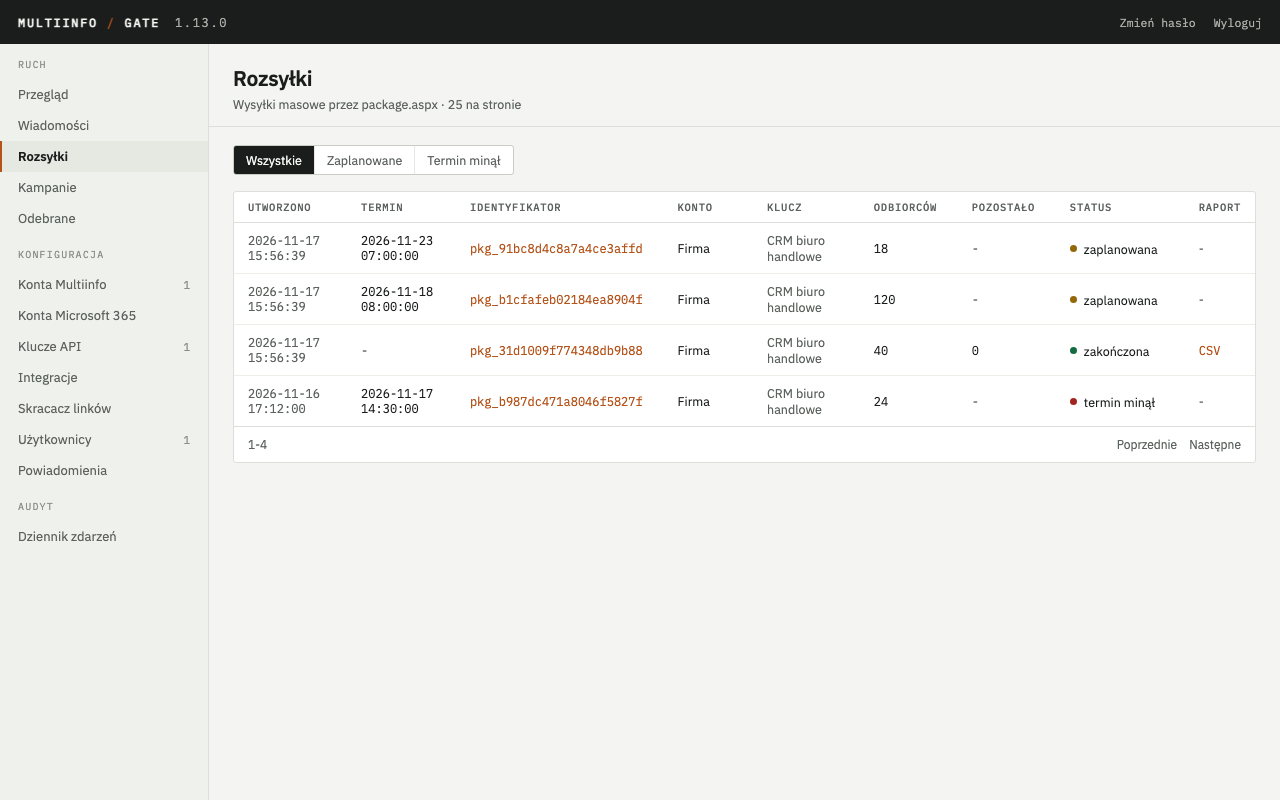 MULTIINFO / GATE 1.13.0
Zmień hasło Wyloguj
RUCH
Przegląd
Wiadomości
Rozsyłki
Kampanie
Odebrane
KONFIGURACJA
Konta Multiinfo 1
Konta Microsoft 365
Klucze API 1
Integracje
Skracacz linków
Użytkownicy 1
Powiadomienia
AUDYT
Dziennik zdarzeń
Rozsyłki
Wysyłki masowe przez package.aspx · 25 na stronie
Wszystkie Zaplanowane Termin minął
UTWORZONO TERMIN IDENTYFIKATOR KONTO KLUCZ ODBIORCÓW POZOSTAŁO STATUS RAPORT
2026-11-17 15:56:39 2026-11-23 07:00:00 pkg_91bc8d4c8a7a4ce3affd Firma CRM biuro handlowe 18 - zaplanowana -
2026-11-17 15:56:39 2026-11-18 08:00:00 pkg_b1cfafeb02184ea8904f Firma CRM biuro handlowe 120 - zaplanowana -
2026-11-17 15:56:39 - pkg_31d1009f774348db9b88 Firma CRM biuro handlowe 40 0 zakończona CSV
2026-11-16 17:12:00 2026-11-17 14:30:00 pkg_b987dc471a8046f5827f Firma CRM biuro handlowe 24 - termin minął -
1-4 Poprzednie Następne